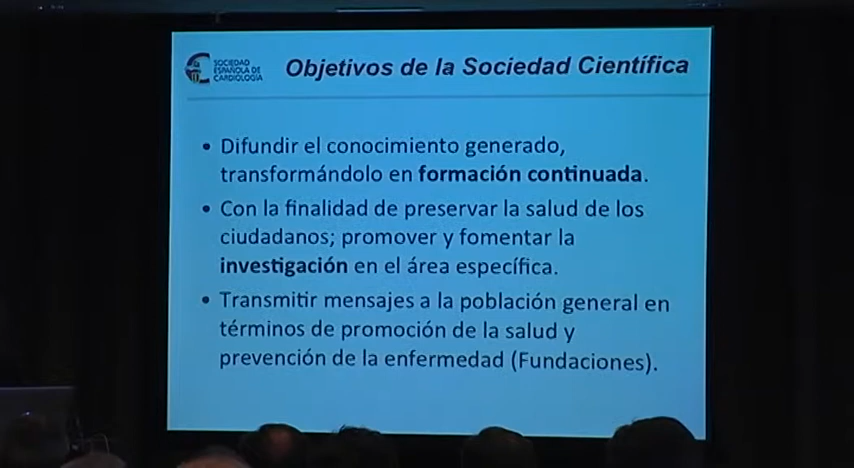 SOCIEDAD
ESPAÑOLA DE
CARDIOLOGÍA
Objetivos de la Sociedad Científica
• Difundir el conocimiento generado,
transformándolo en formación continuada.
• Con la finalidad de preservar la salud de los
ciudadanos; promover y fomentar la
investigación en el área específica.
• Transmitir mensajes a la población general en
términos de promoción de la salud y
prevención de la enfermedad (Fundaciones).